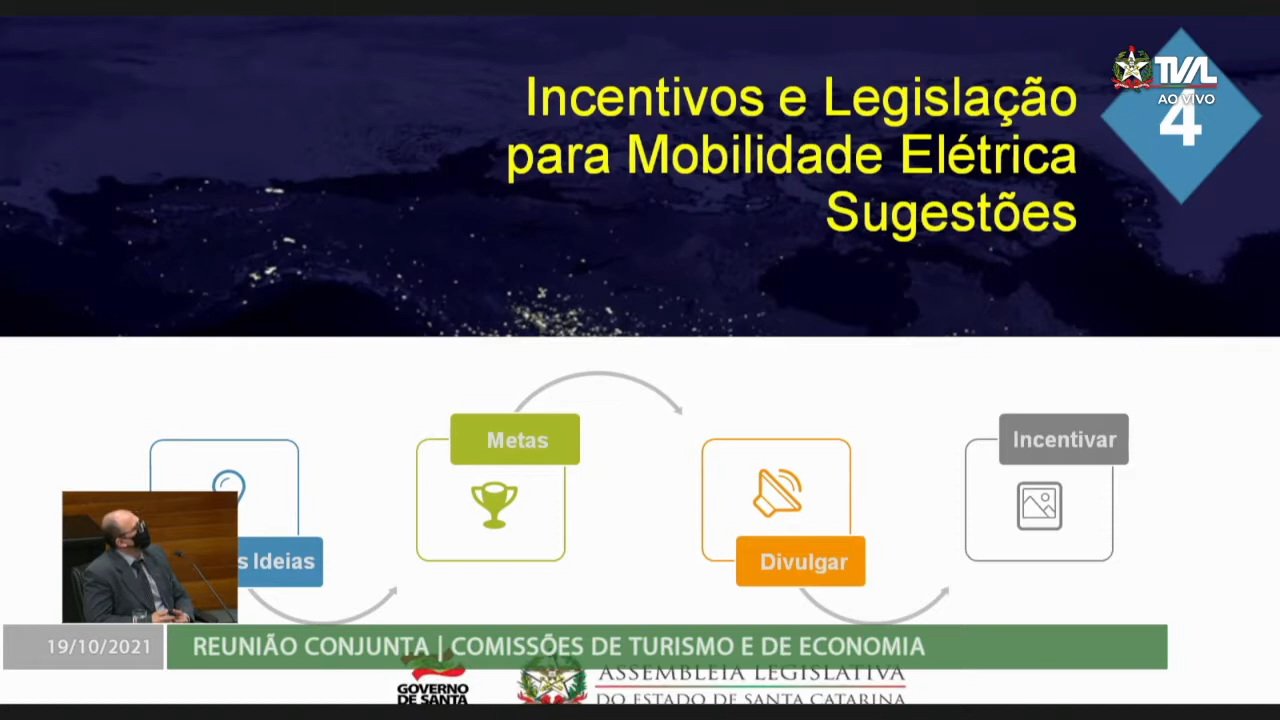 Incentivos e Legislação
para Mobilidade Elétrica
Sugestões
TVAL
AO VIVO
4
Metas
Incentivar
s Ideias
Divulgar
19/10/2021
REUNIÃO CONJUNTA | COMISSÕES DE TURISMO E DE ECONOMIA
GOVERNO
DE SANTA
ASSEMBLEIA LEGISLATIVA
DO ESTADO DE SANTA CATARINA